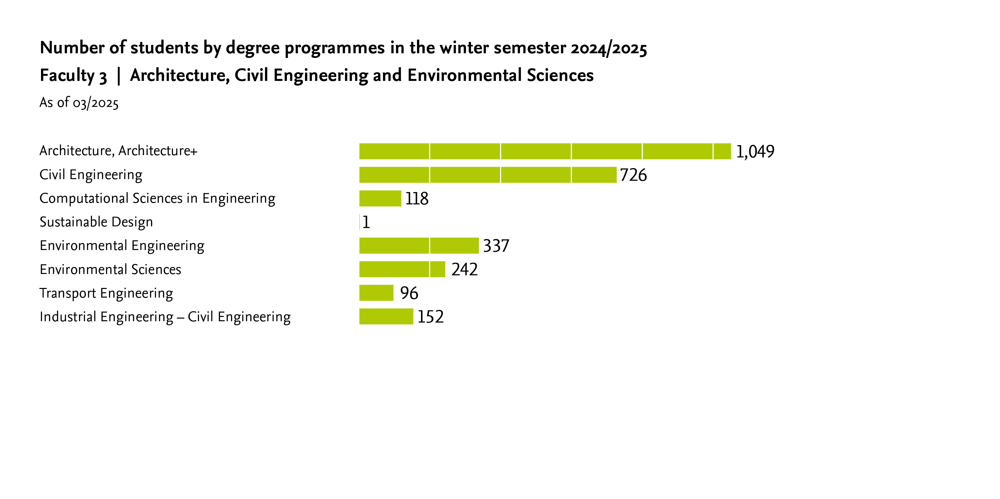 Number of students by degree programmes in the winter semester 2024/2025
Faculty 3 | Architecture, Civil Engineering and Environmental Sciences
As of 03/2025
Architecture, Architecture+ 1,049
Civil Engineering 726
Computational Sciences in Engineering 118
Sustainable Design 1
Environmental Engineering 337
Environmental Sciences 242
Transport Engineering 96
Industrial Engineering – Civil Engineering 152